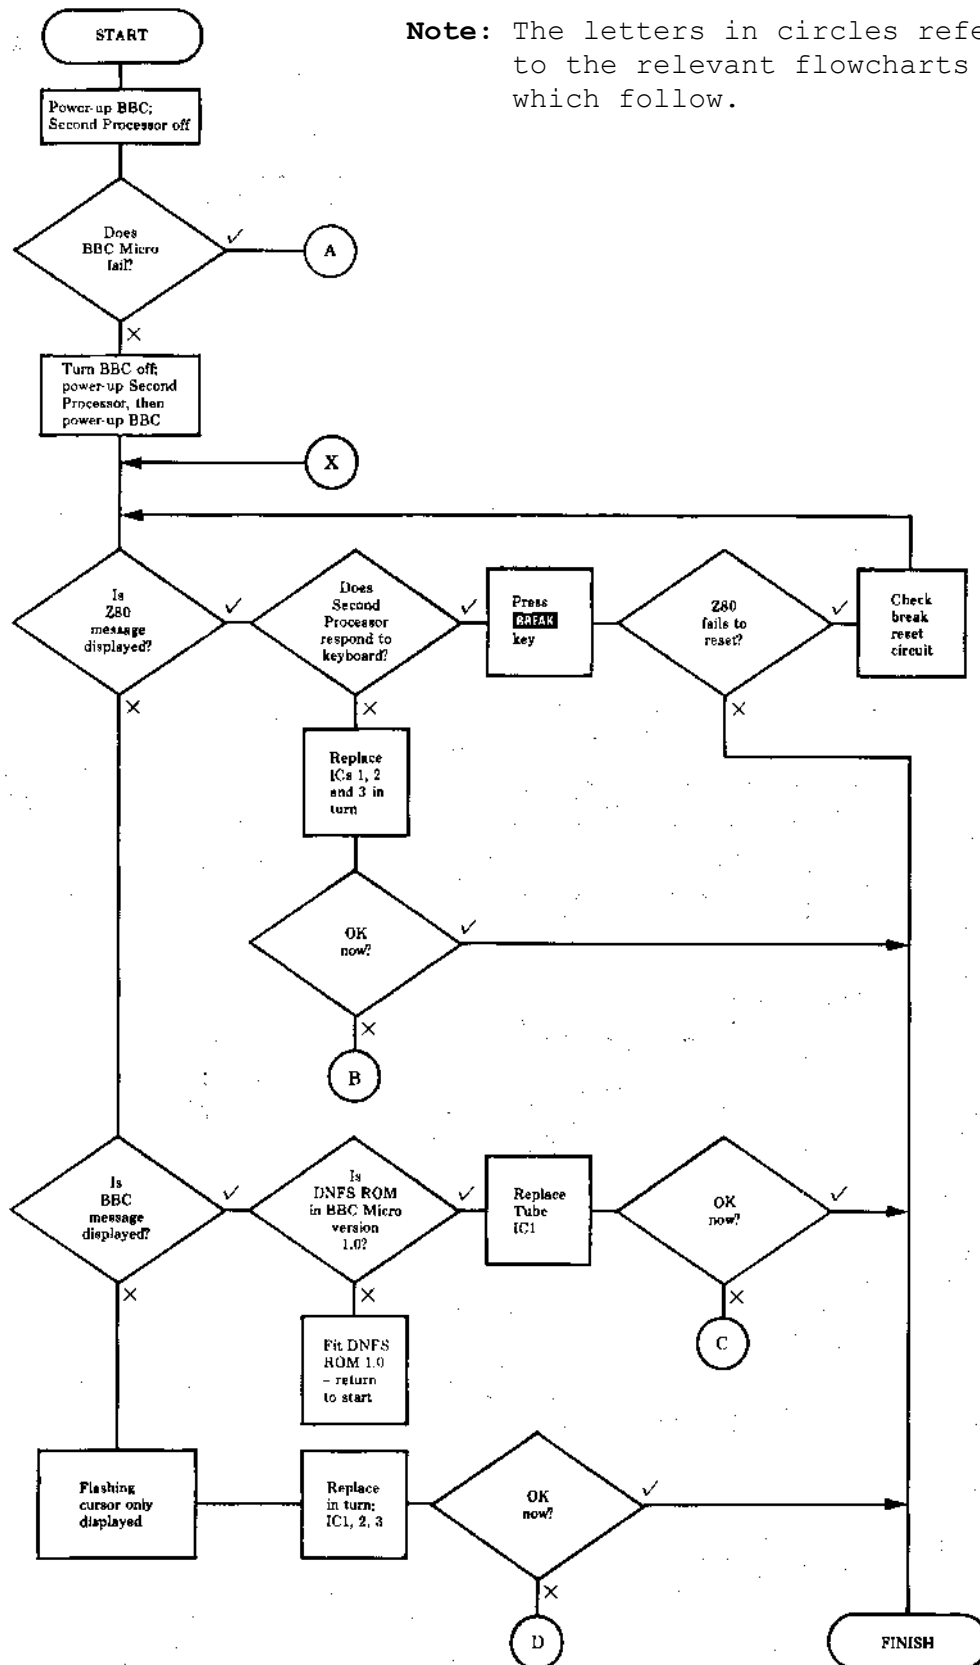 START
Note: The letters in circles refe
to the relevant flowcharts
which follow.
Power-up BBC;
Second Processor off
Does
BBC Micro
fail?
✓
A
×
Turn BBC off;
power-up Second
Processor, then
power-up BBC
X
Is
Z80
message
displayed?
✓
Does
Second
Processor
respond to
keyboard?
✓
Press
BREAK
key
Z80
fails to
reset?
✓
Check
break
reset
circuit
×
×
×
Replace
ICs 1, 2
and 3 in
turn
OK
now?
✓
×
B
Is
BBC
message
displayed?
✓
Is
DNFS ROM
in BBC Micro
version
1.0?
✓
Replace
Tube
IC1
OK
now?
✓
×
×
×
Fit DNFS
ROM 1.0
– return
to start
C
Flashing
cursor only
displayed
Replace
in turn;
IC1, 2, 3
OK
now?
✓
×
D
FINISH